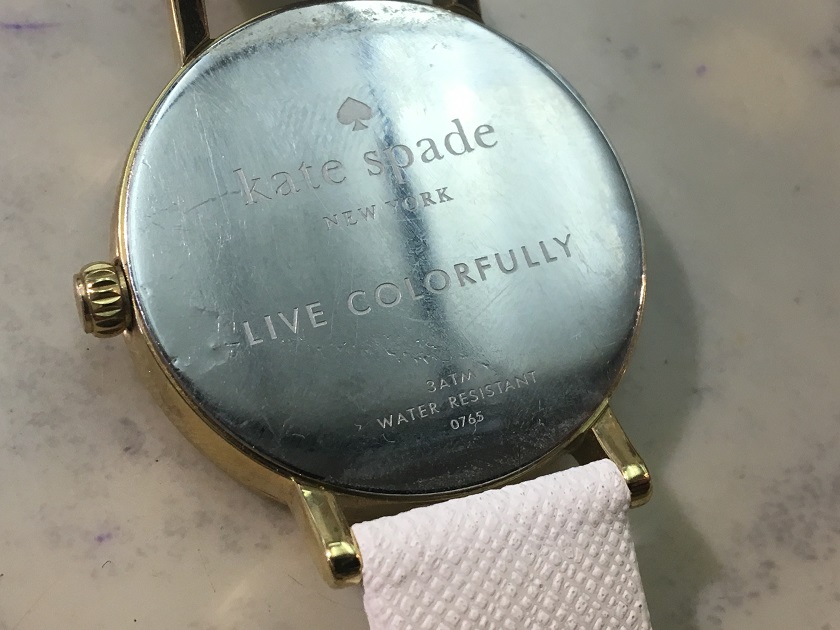 kate spade
NEW YORK
LIVE COLORFULLY
3ATM
WATER RESISTANT
0765